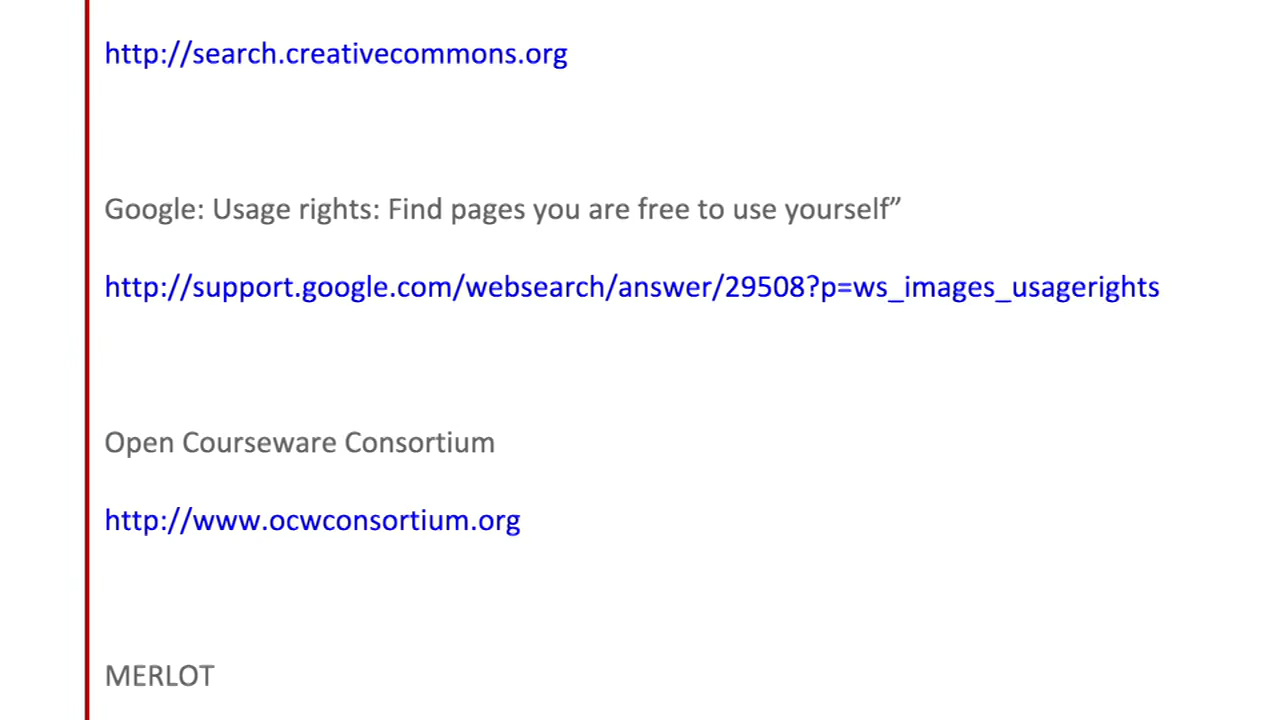 http://search.creativecommons.org
Google: Usage rights: Find pages you are free to use yourself”
http://support.google.com/websearch/answer/29508?p=ws_images_usagerights
Open Courseware Consortium
http://www.ocwconsortium.org
MERLOT